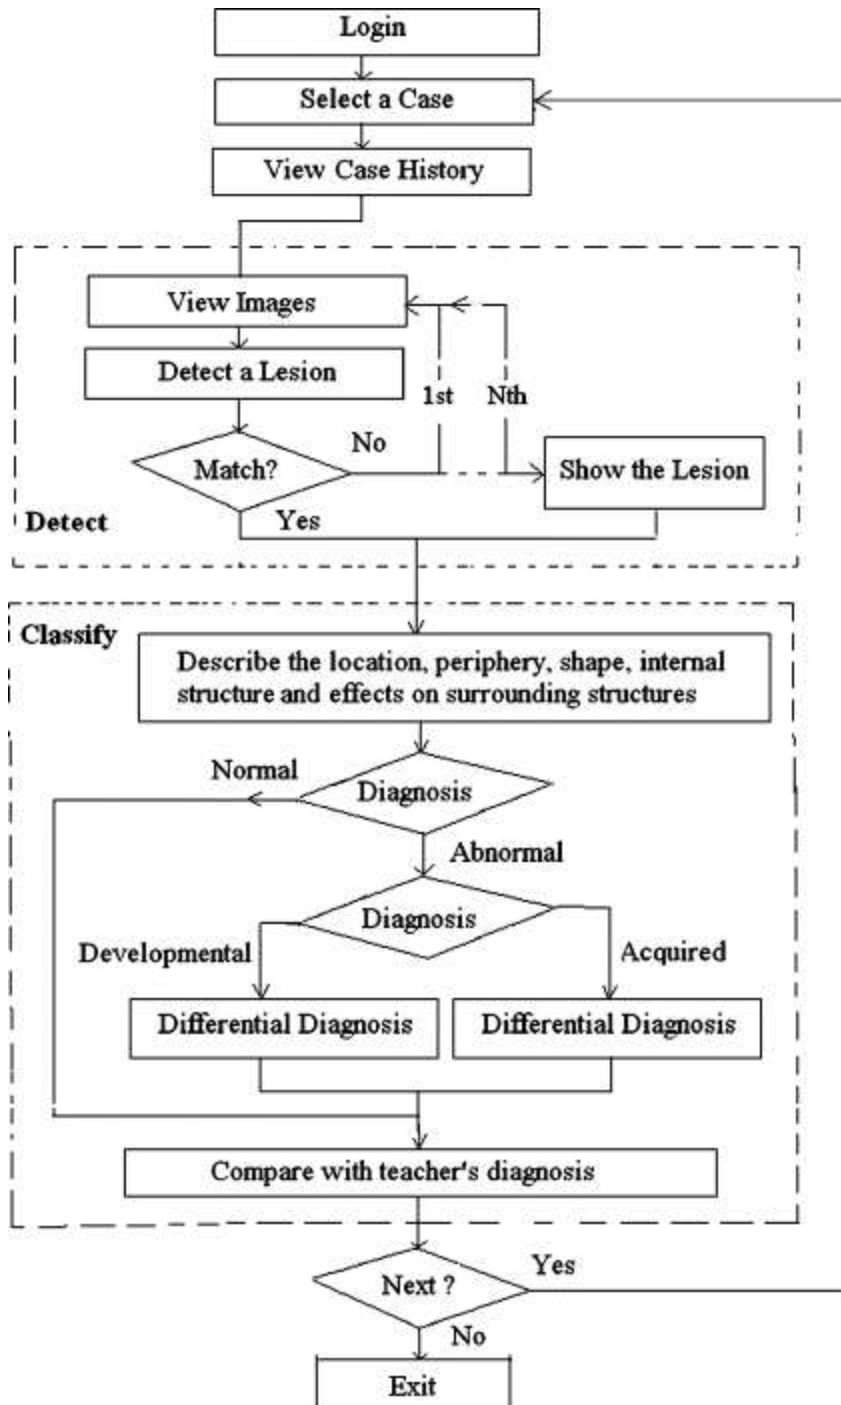 Login
Select a Case
View Case History
View Images
Detect a Lesion
1st
Nth
No
Match?
Show the Lesion
Detect
Yes
Classify
Describe the location, periphery, shape, internal
structure and effects on surrounding structures
Normal
Diagnosis
Abnormal
Diagnosis
Developmental
Acquired
Differential Diagnosis
Differential Diagnosis
Compare with teacher's diagnosis
Yes
Next ?
No
Exit